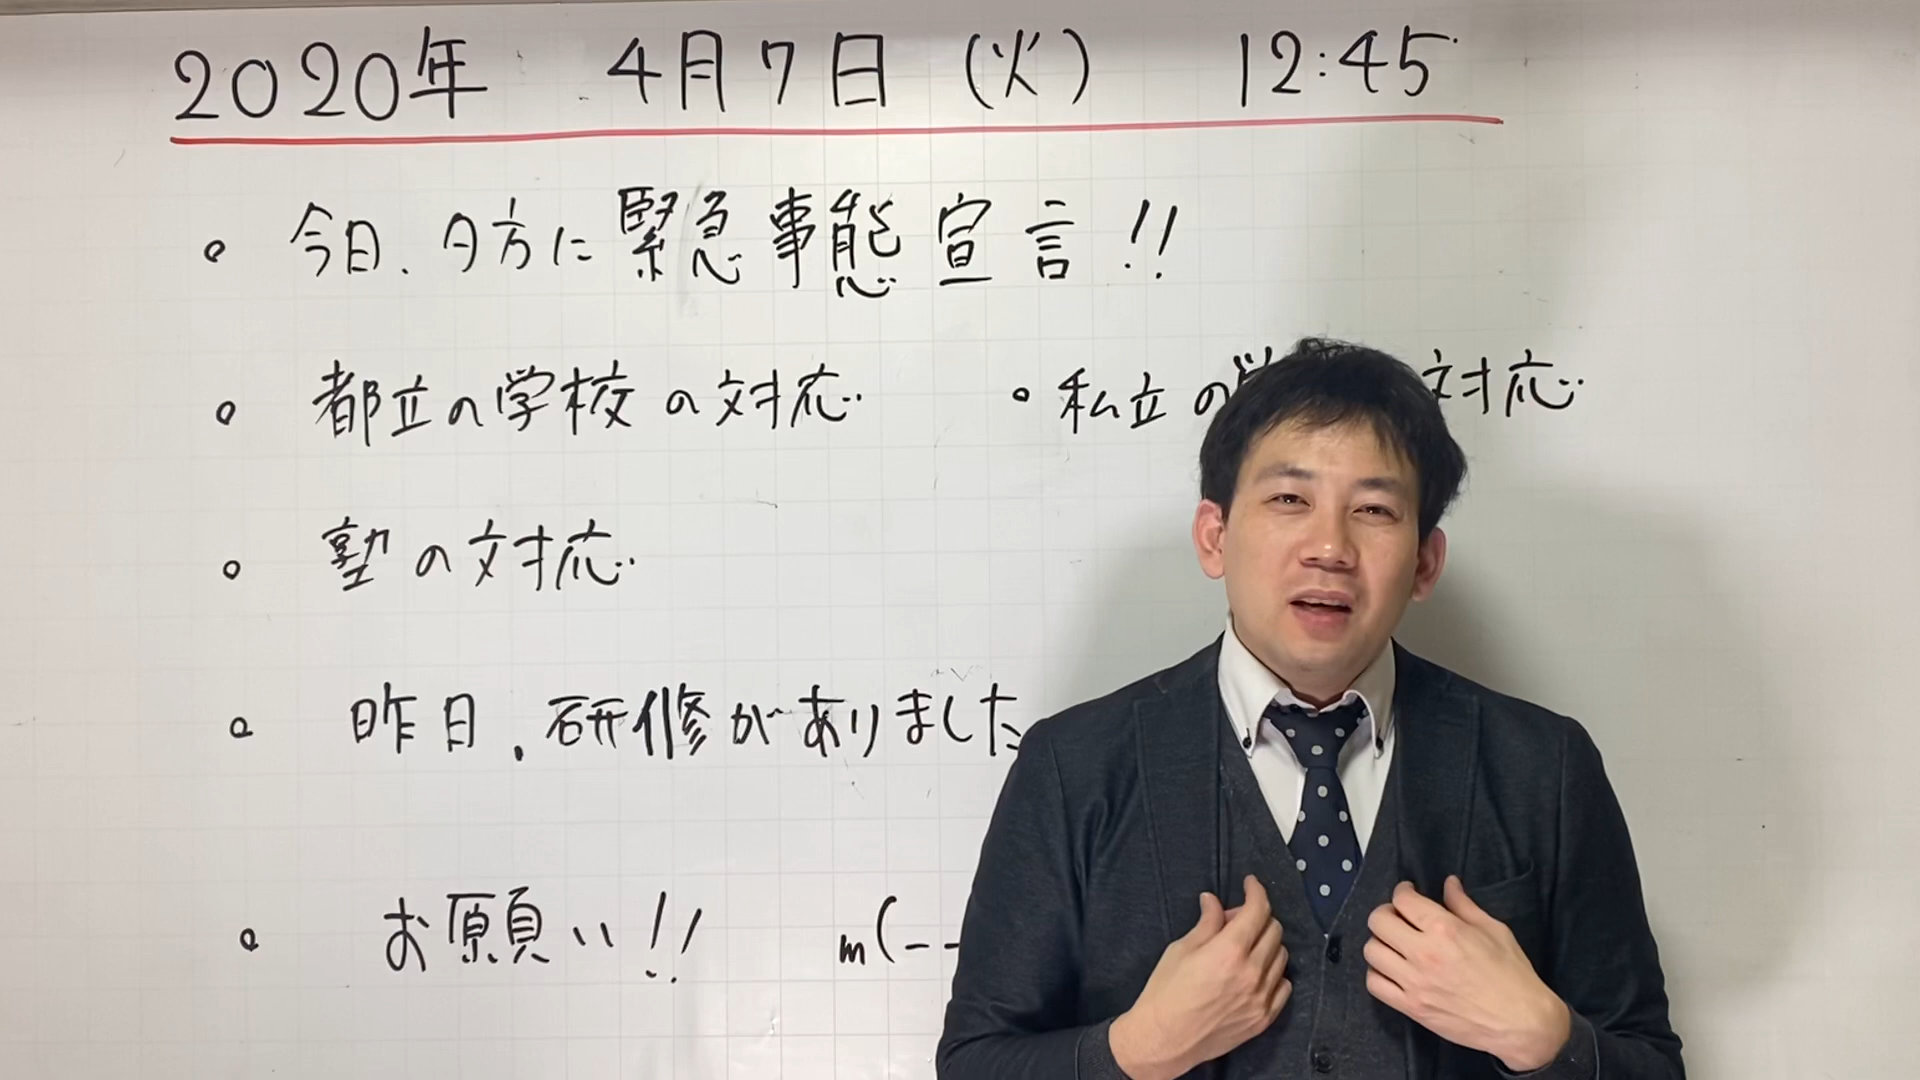 2020年 4月7日(火) 12:45
• 今日、夕方に緊急事態宣言!!
• 都立の学校の対応 • 私立の学 対応
• 塾の対応
• 昨日、研修がありました
• お願い!! m(--